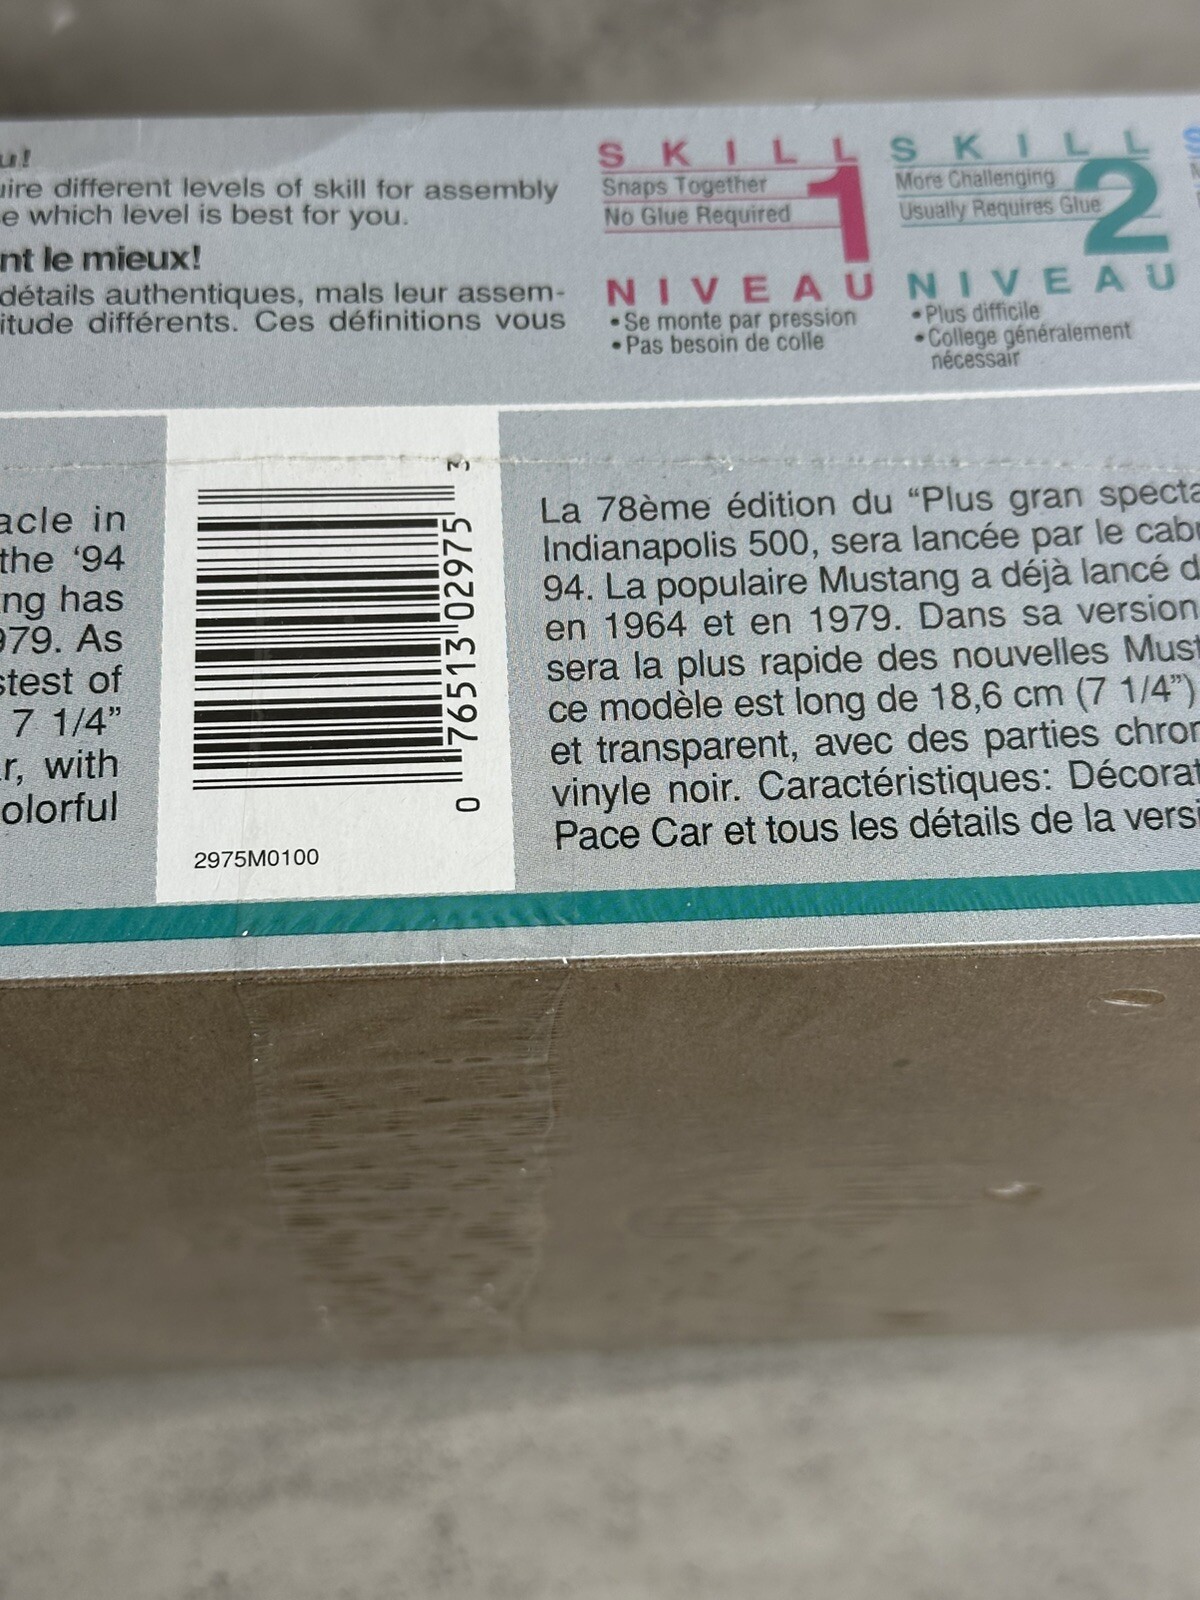 u!
uire different levels of skill for assembly
e which level is best for you.
nt le mieux!
détails authentiques, mals leur assem-
itude différents. Ces définitions vous
SKILL 1
Snaps Together
No Glue Required
NIVEAU
• Se monte par pression
• Pas besoin de colle
SKILL 2
More Challenging
Usually Requires Glue
NIVEAU
• Plus difficile
• College généralement
nécessair
acle in
the ‘94
ng has
979. As
stest of
7 1/4”
r, with
olorful
0 76513 02975 3
2975M0100
La 78ème édition du “Plus gran specta
Indianapolis 500, sera lancée par le cab
94. La populaire Mustang a déjà lancé d
en 1964 et en 1979. Dans sa version
sera la plus rapide des nouvelles Must
ce modèle est long de 18,6 cm (7 1/4”)
et transparent, avec des parties chror
vinyle noir. Caractéristiques: Décorat
Pace Car et tous les détails de la versi